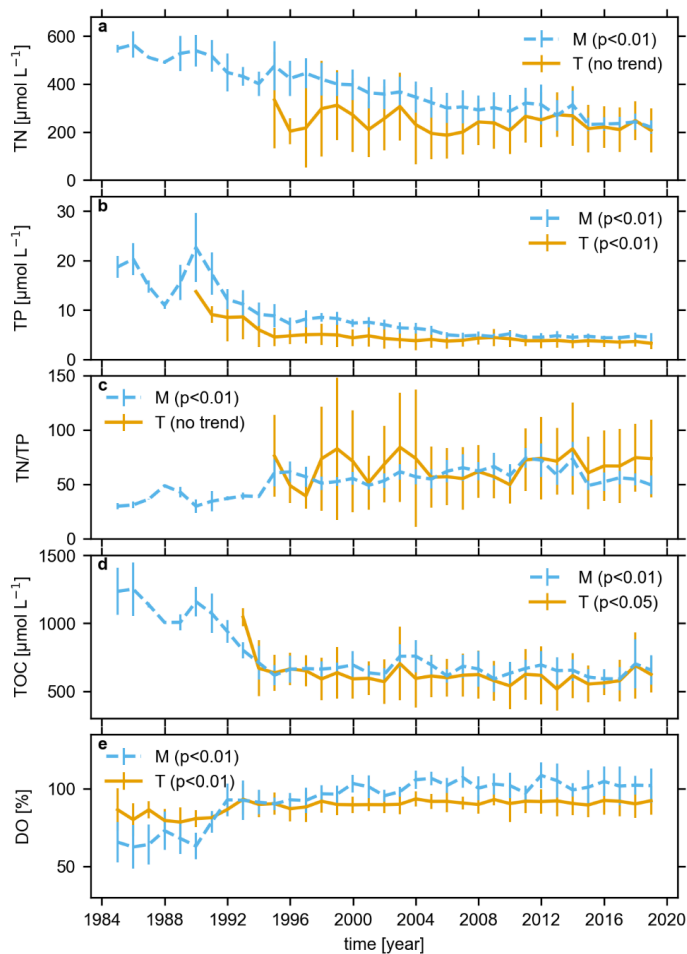 a
600
400
200
0
TN [µmol L⁻¹]
M (p<0.01)
T (no trend)
b
30
20
10
0
TP [µmol L⁻¹]
M (p<0.01)
T (p<0.01)
c
150
100
50
0
TN/TP
M (p<0.01)
T (no trend)
d
1500
1000
500
TOC [µmol L⁻¹]
M (p<0.01)
T (p<0.05)
e
100
50
DO [%]
M (p<0.01)
T (p<0.01)
1984 1988 1992 1996 2000 2004 2008 2012 2016 2020
time [year]